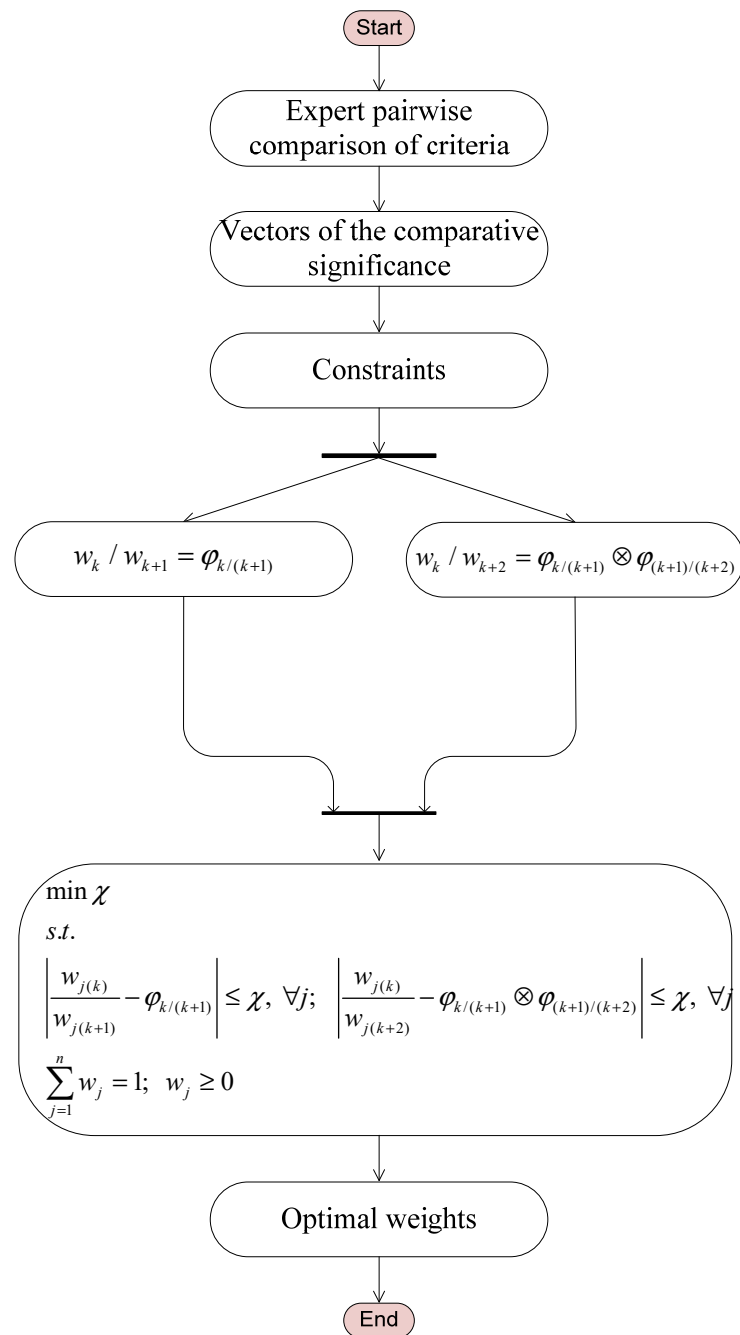 Start
Expert pairwise
comparison of criteria
Vectors of the comparative
significance
Constraints
w_k / w_{k+1} = φ_{k/(k+1)}
w_k / w_{k+2} = φ_{k/(k+1)} ⊗ φ_{(k+1)/(k+2)}
min χ
s.t.
|w_{j(k)} / w_{j(k+1)} − φ_{k/(k+1)}| ≤ χ, ∀j; |w_{j(k)} / w_{j(k+2)} − φ_{k/(k+1)} ⊗ φ_{(k+1)/(k+2)}| ≤ χ, ∀j
∑_{j=1}^{n} w_j = 1; w_j ≥ 0
Optimal weights
End